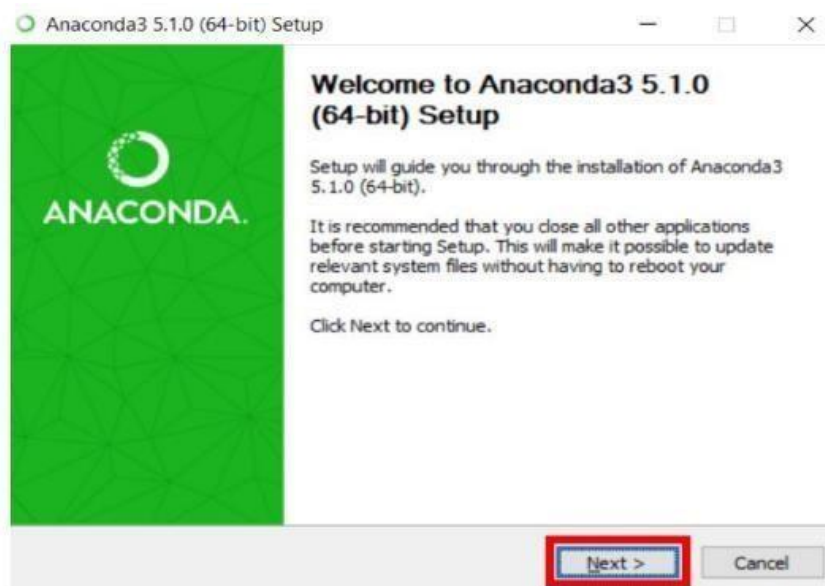 Anaconda3 5.1.0 (64-bit) Setup
ANACONDA.
Welcome to Anaconda3 5.1.0
(64-bit) Setup
Setup will guide you through the installation of Anaconda3
5.1.0 (64-bit).
It is recommended that you close all other applications
before starting Setup. This will make it possible to update
relevant system files without having to reboot your
computer.
Click Next to continue.
Next >
Cancel